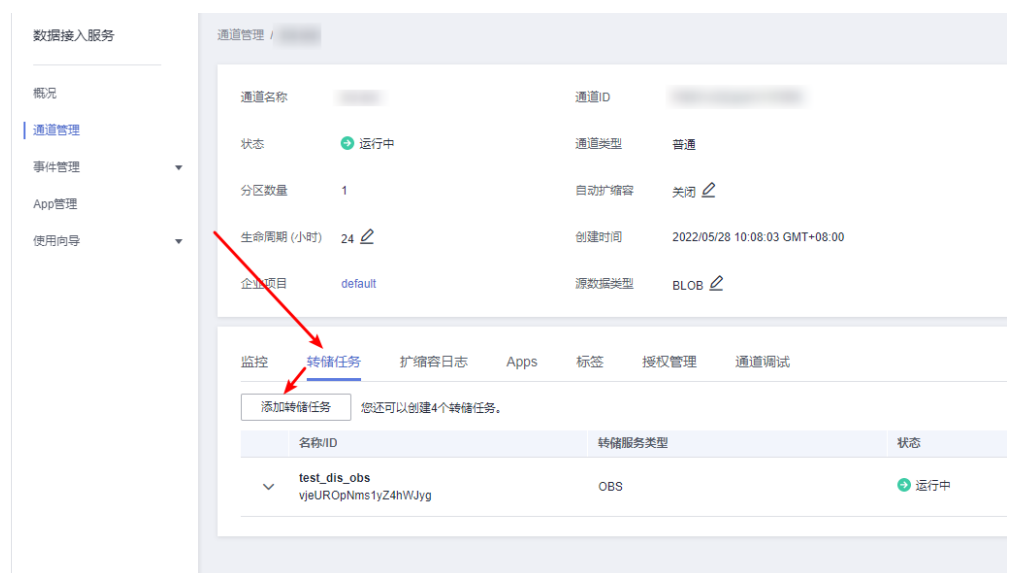 数据接入服务
概况
通道管理
事件管理
App管理
使用向导
通道管理 /
通道名称
通道ID
状态 运行中
通道类型 普通
分区数量 1
自动扩缩容 关闭
生命周期 (小时) 24
创建时间 2022/05/28 10:08:03 GMT+08:00
企业项目 default
源数据类型 BLOB
监控 转储任务 扩缩容日志 Apps 标签 授权管理 通道调试
添加转储任务 您还可以创建4个转储任务。
名称/ID 转储服务类型 状态
test_dis_obs
vjeUROpNms1yZ4hWJyg
OBS
运行中